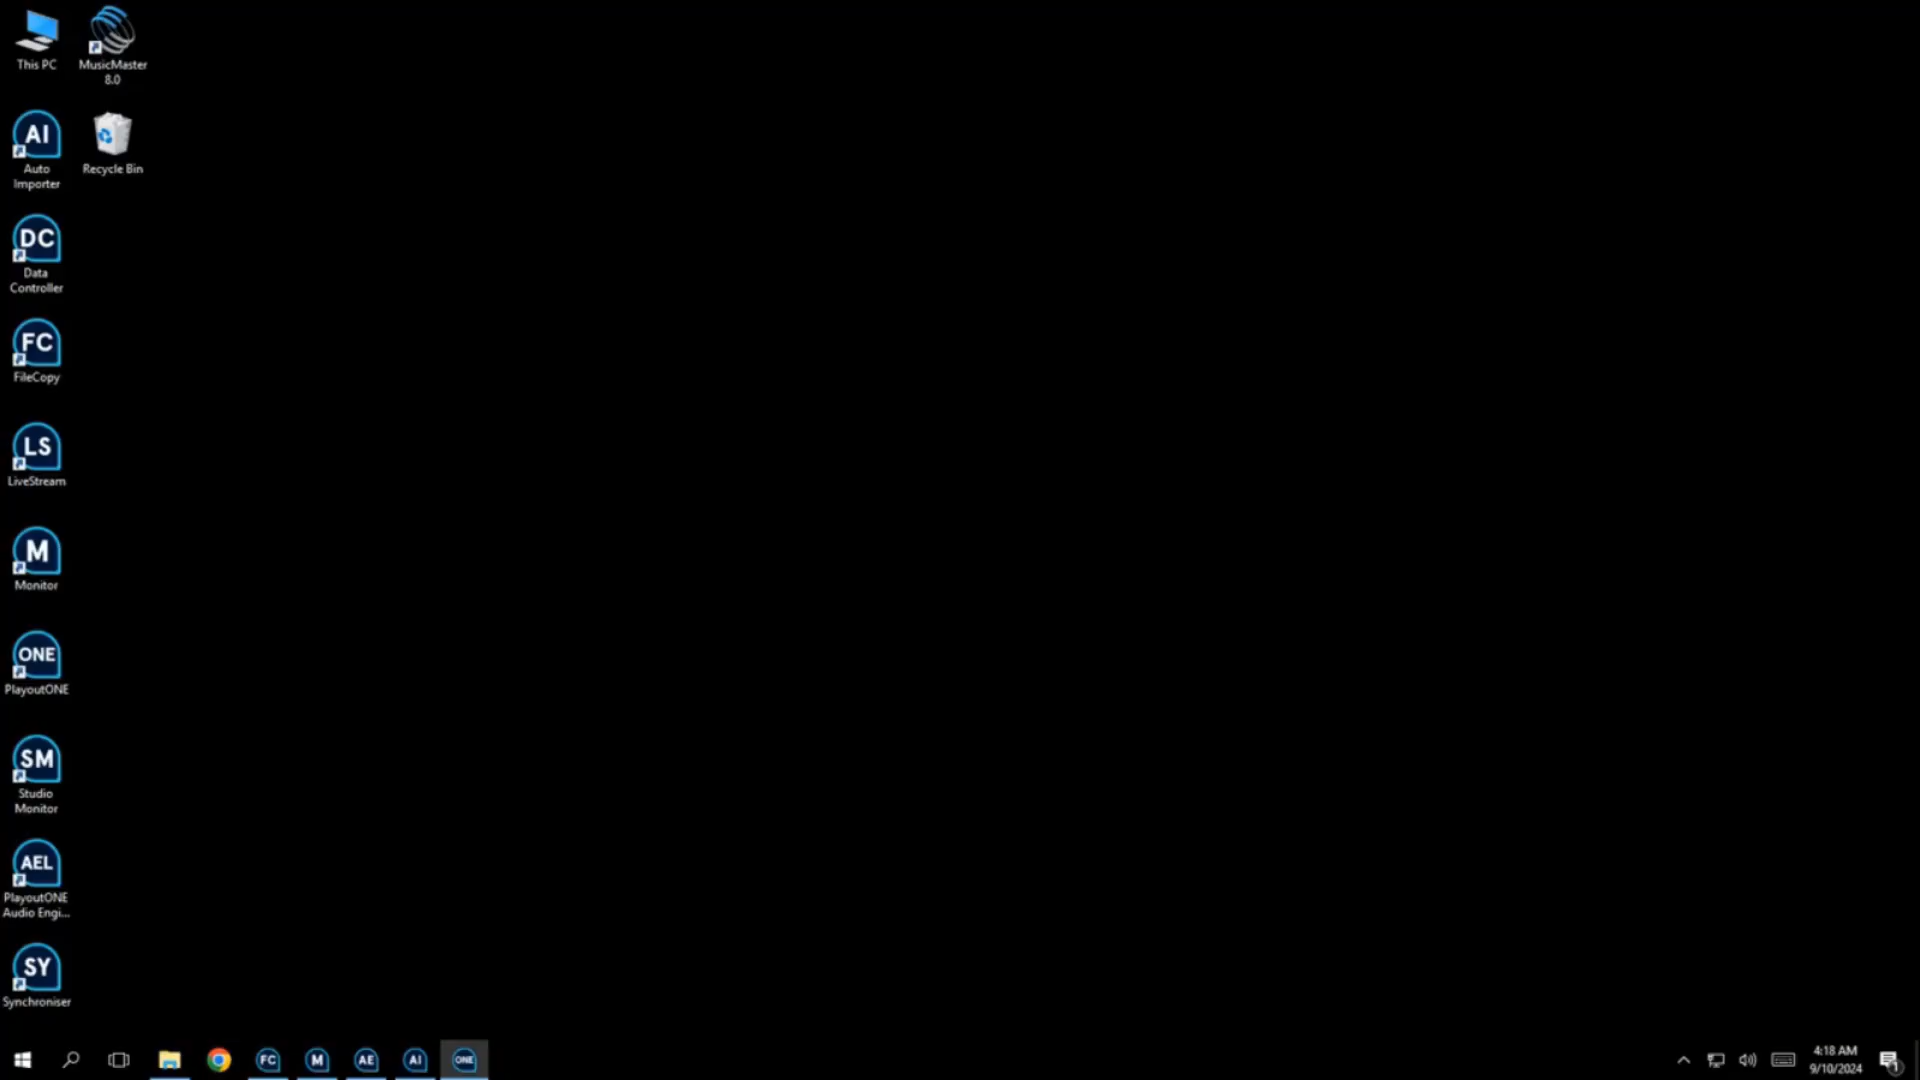 This PC
MusicMaster
8.0
AI
Auto
Importer
Recycle Bin
DC
Data
Controller
FC
FileCopy
LS
LiveStream
M
Monitor
ONE
PlayoutONE
SM
Studio
Monitor
AEL
PlayoutONE
Audio Engi...
SY
Synchroniser
FC
M
AE
AI
ONE
4:18 AM
9/10/2024
1